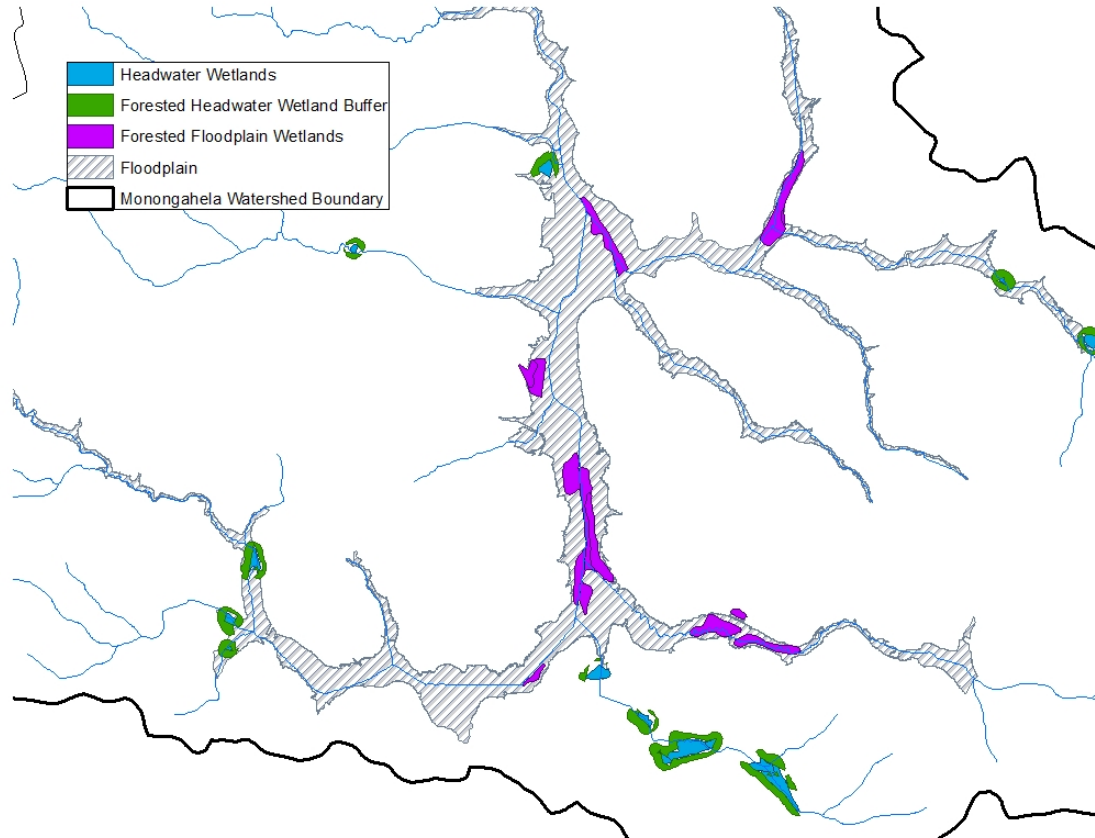 Headwater Wetlands
Forested Headwater Wetland Buffer
Forested Floodplain Wetlands
Floodplain
Monongahela Watershed Boundary